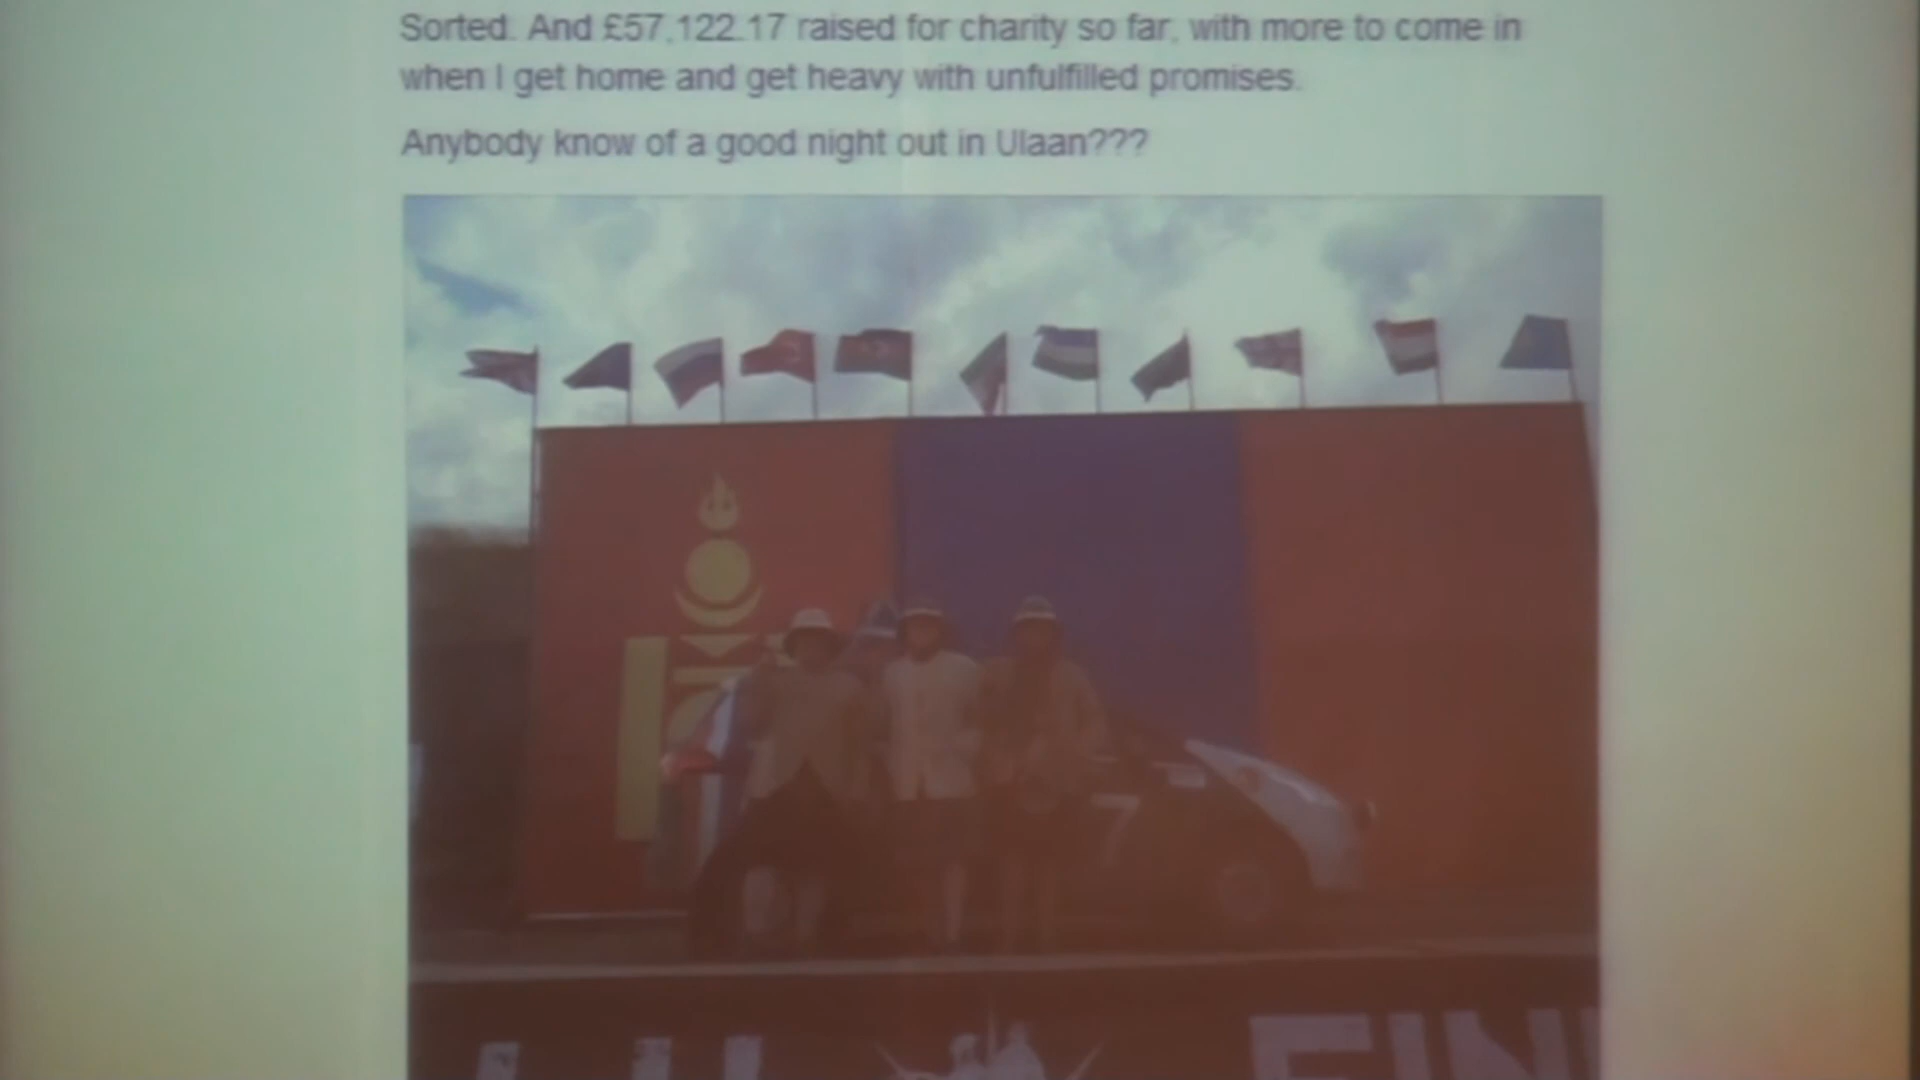 Sorted. And £57,122.17 raised for charity so far, with more to come in
when I get home and get heavy with unfulfilled promises.
Anybody know of a good night out in Ulaan???
7
FIN